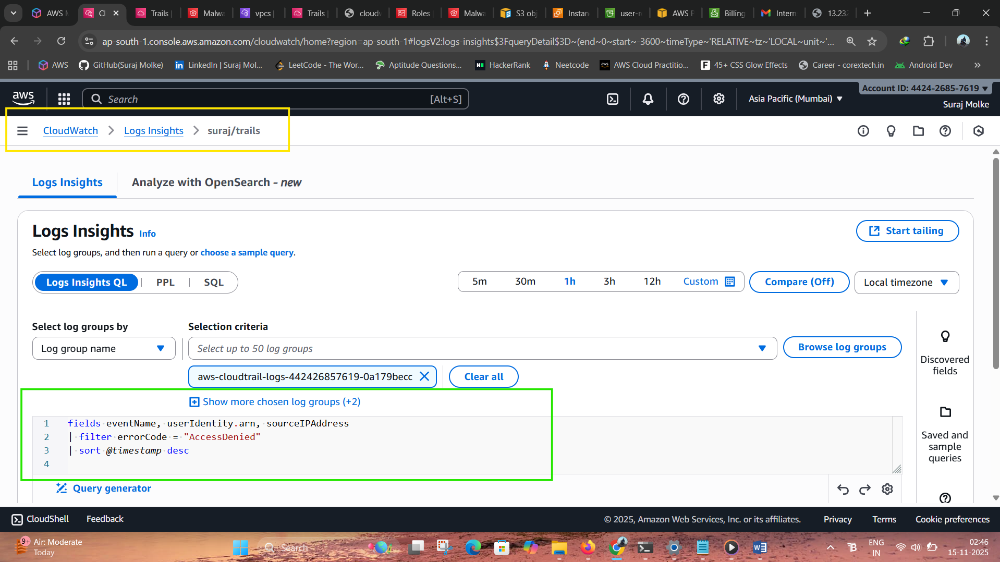 AWS M
Cl
Trails |
Malwa
vpcs |
Trails |
cloudv
Roles
Malwa
S3 obj
Instan
user-re
AWS P
Billing
Intern
13.232
ap-south-1.console.aws.amazon.com/cloudwatch/home?region=ap-south-1#logsV2:logs-insights$3FqueryDetail$3D~(end~0~start~-3600~timeType~'RELATIVE~tz~'LOCAL~unit~'...
AWS
GitHub(Suraj Molke)
LinkedIn | Suraj Mol...
LeetCode - The Wor...
Aptitude Questions...
HackerRank
Neetcode
AWS Cloud Practitio...
45+ CSS Glow Effects
Career - corextech.in
Android Dev
aws
Search
[Alt+S]
Asia Pacific (Mumbai)
Account ID: 4424-2685-7619
Suraj Molke
CloudWatch
Logs Insights
suraj/trails
Logs Insights
Analyze with OpenSearch - new
Logs Insights Info
Start tailing
Select log groups, and then run a query or choose a sample query.
Logs Insights QL
PPL
SQL
5m
30m
1h
3h
12h
Custom
Compare (Off)
Local timezone
Select log groups by
Selection criteria
Log group name
Select up to 50 log groups
Browse log groups
aws-cloudtrail-logs-442426857619-0a179becc
Clear all
Show more chosen log groups (+2)
1 fields eventName, userIdentity.arn, sourceIPAddress
2 | filter errorCode = "AccessDenied"
3 | sort @timestamp desc
4
Query generator
Discovered
fields
Saved and
sample
queries
CloudShell
Feedback
© 2025, Amazon Web Services, Inc. or its affiliates.
Privacy
Terms
Cookie preferences
9+
Air: Moderate
Today
Search
ENG
IN
02:46
15-11-2025